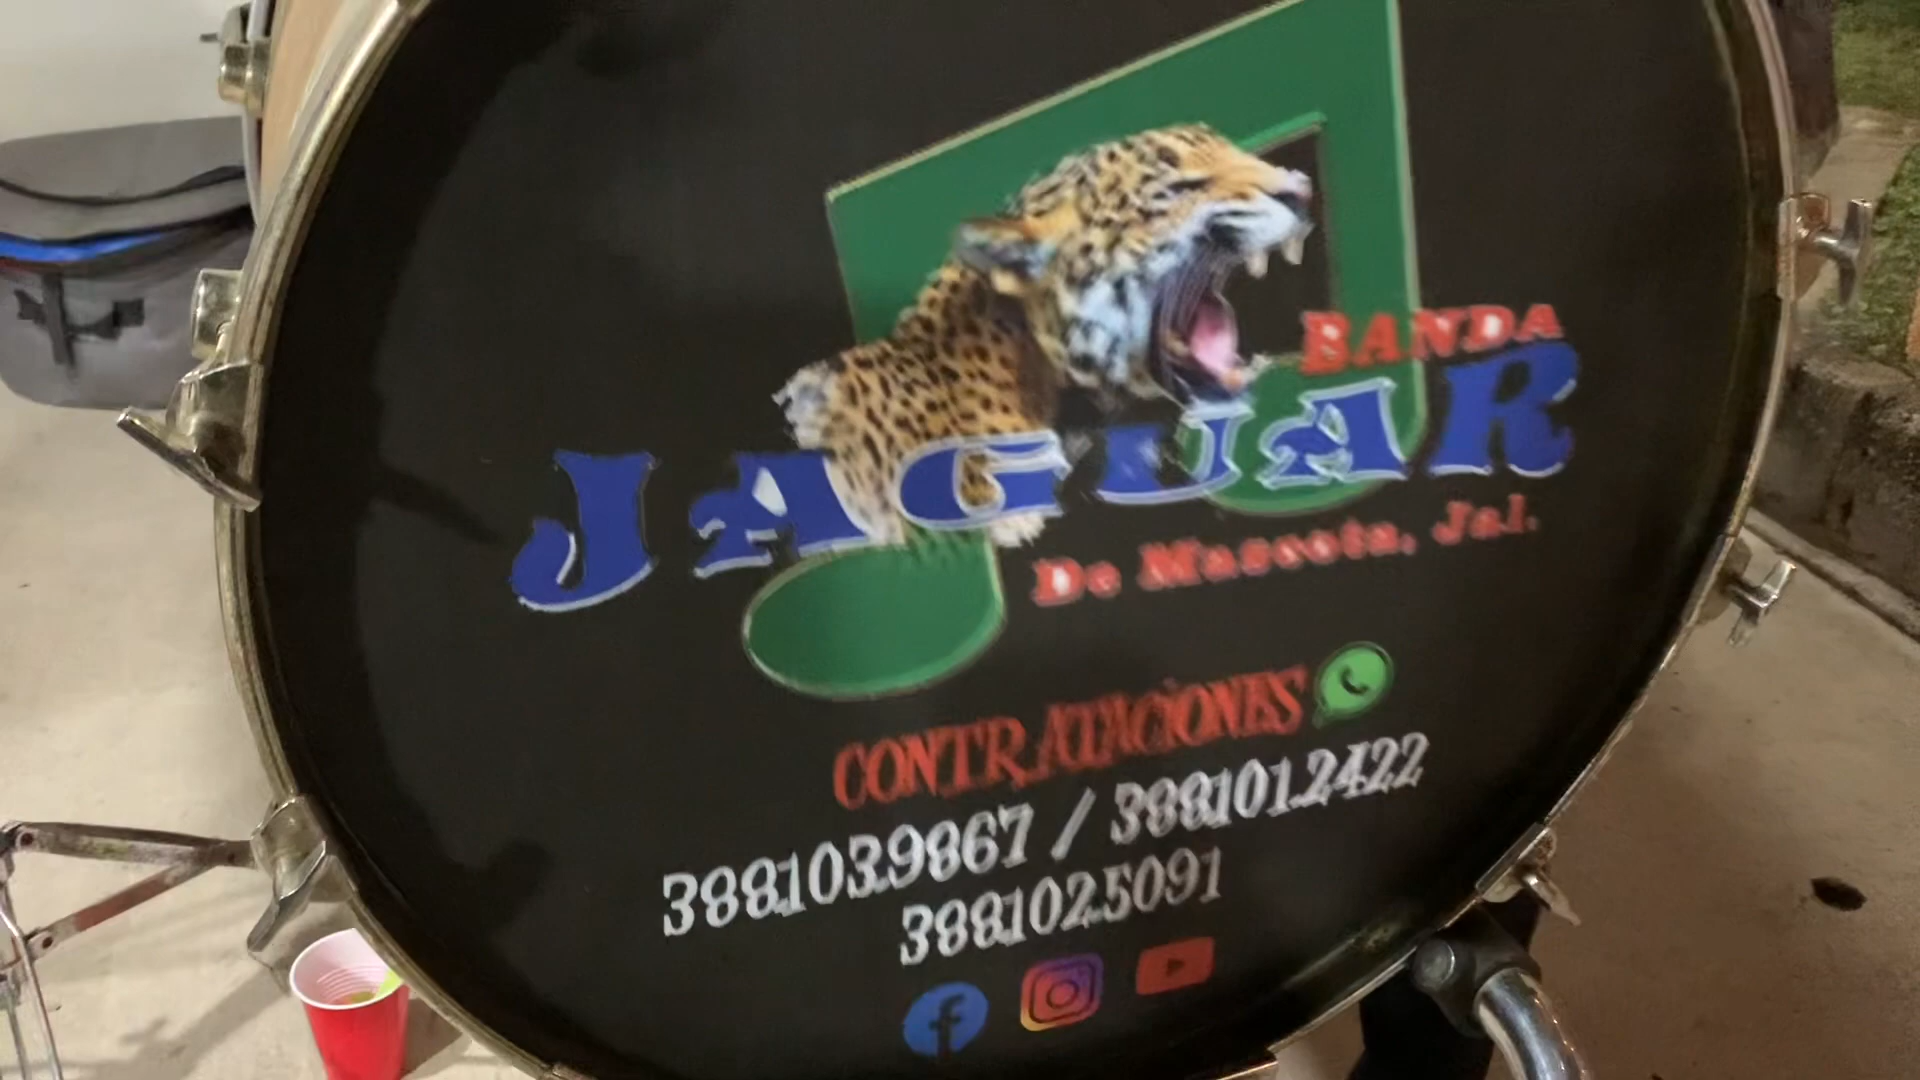 BANDA
JAGUAR
De Mascota, Jal.
CONTRATACIONES
3881039867 / 3881012422
3881025091